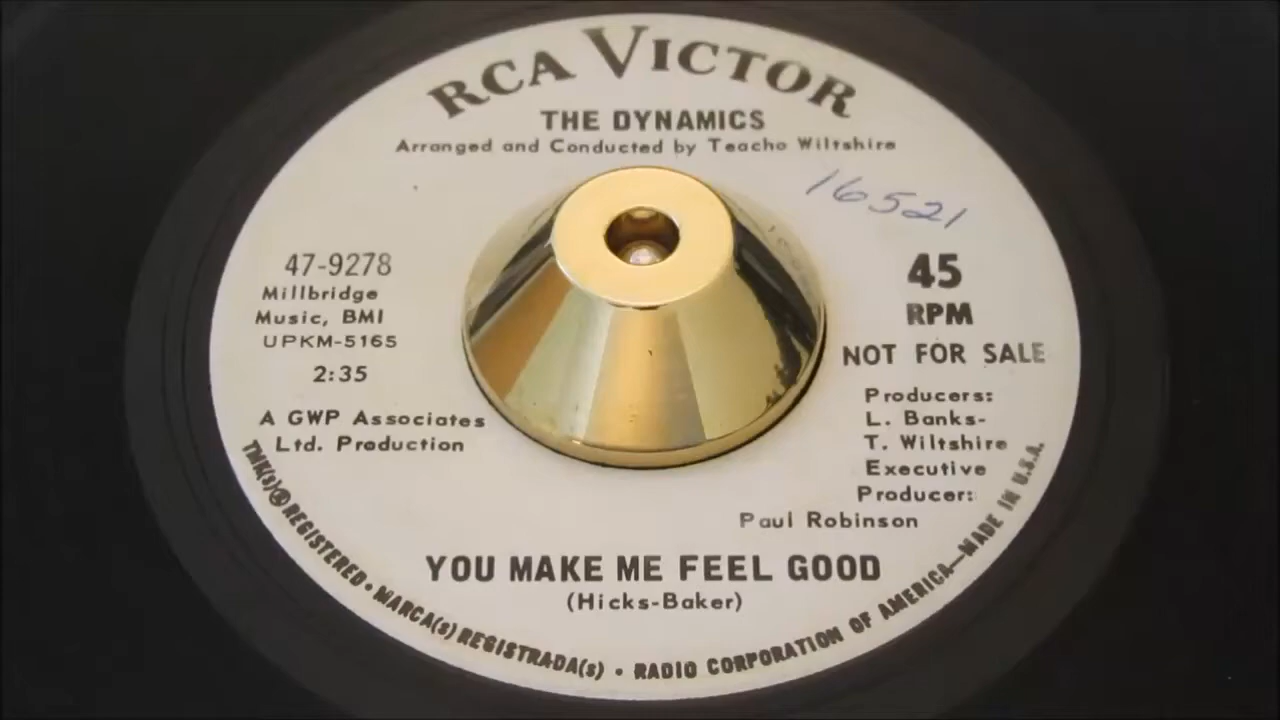 RCA VICTOR
THE DYNAMICS
Arranged and Conducted by Teacho Wiltshire
16521
47-9278
Millbridge
Music, BMI
UPKM-5165
2:35
A GWP Associates
Ltd. Production
45
RPM
NOT FOR SALE
Producers:
L. Banks-
T. Wiltshire
Executive
Producer:
Paul Robinson
YOU MAKE ME FEEL GOOD
(Hicks-Baker)
TMK(s) ® REGISTERED • MARCA(s) REGISTRADA(s) • RADIO CORPORATION OF AMERICA—MADE IN U.S.A.